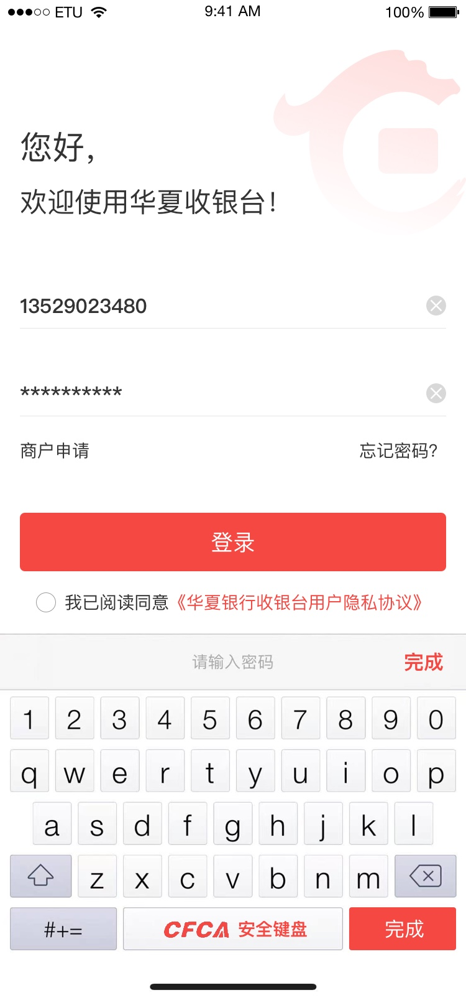 ETU 9:41 AM 100%
您好，
欢迎使用华夏收银台！
13529023480
**********
商户申请 忘记密码?
登录
我已阅读同意《华夏银行收银台用户隐私协议》
请输入密码 完成
1 2 3 4 5 6 7 8 9 0
q w e r t y u i o p
a s d f g h j k l
z x c v b n m
#+= CFCA 安全键盘 完成